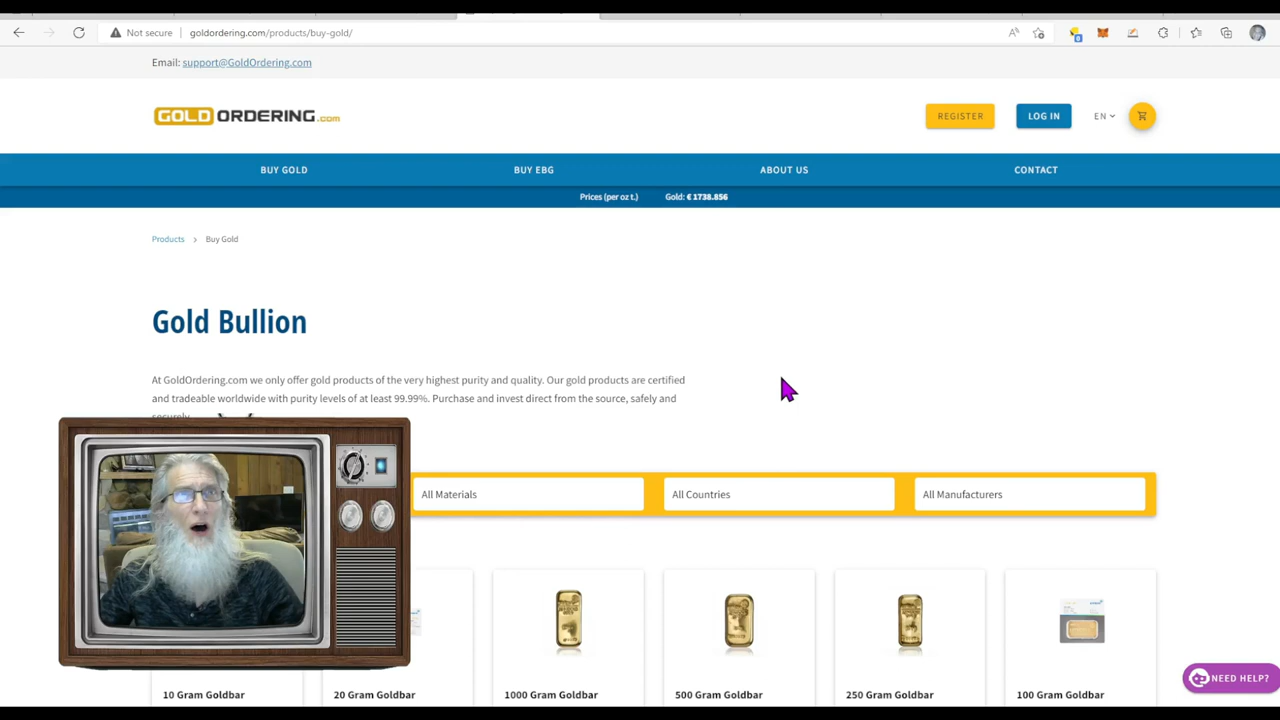 Not secure
goldordering.com/products/buy-gold/
Email: support@GoldOrdering.com
GOLD ORDERING.com
REGISTER
LOG IN
EN
BUY GOLD
BUY EBG
ABOUT US
CONTACT
Prices (per oz t.)
Gold: € 1738.856
Products > Buy Gold
Gold Bullion
At GoldOrdering.com we only offer gold products of the very highest purity and quality. Our gold products are certified
and tradeable worldwide with purity levels of at least 99.99%. Purchase and invest direct from the source, safely and
securely.
All Materials
All Countries
All Manufacturers
10 Gram Goldbar
20 Gram Goldbar
1000 Gram Goldbar
500 Gram Goldbar
250 Gram Goldbar
100 Gram Goldbar
NEED HELP?